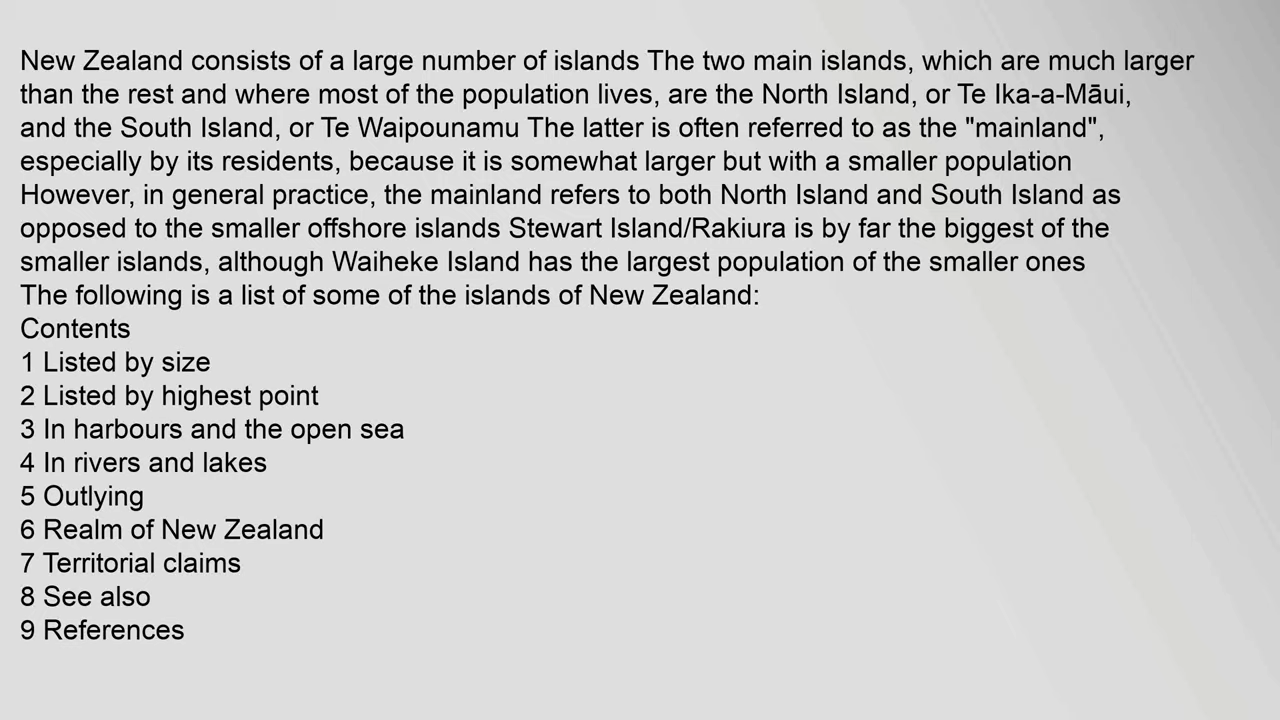 New Zealand consists of a large number of islands The two main islands, which are much larger
than the rest and where most of the population lives, are the North Island, or Te Ika-a-Māui,
and the South Island, or Te Waipounamu The latter is often referred to as the "mainland",
especially by its residents, because it is somewhat larger but with a smaller population
However, in general practice, the mainland refers to both North Island and South Island as
opposed to the smaller offshore islands Stewart Island/Rakiura is by far the biggest of the
smaller islands, although Waiheke Island has the largest population of the smaller ones
The following is a list of some of the islands of New Zealand:
Contents
1 Listed by size
2 Listed by highest point
3 In harbours and the open sea
4 In rivers and lakes
5 Outlying
6 Realm of New Zealand
7 Territorial claims
8 See also
9 References